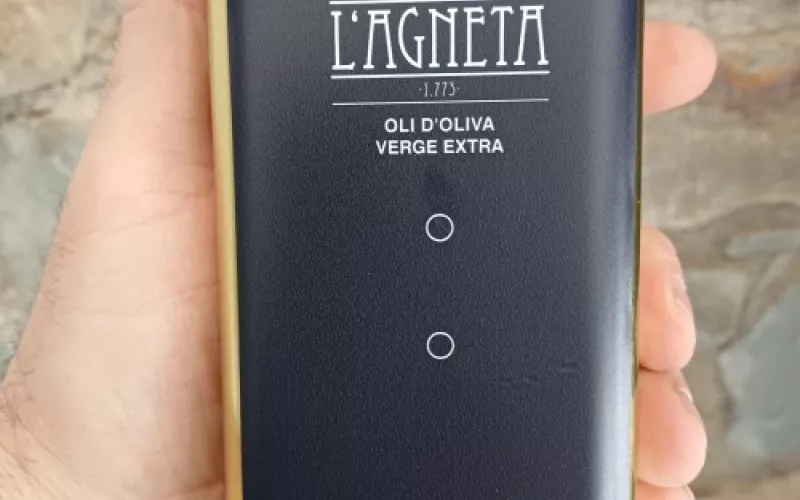 L'AGNETA
·1.773·
OLI D'OLIVA
VERGE EXTRA